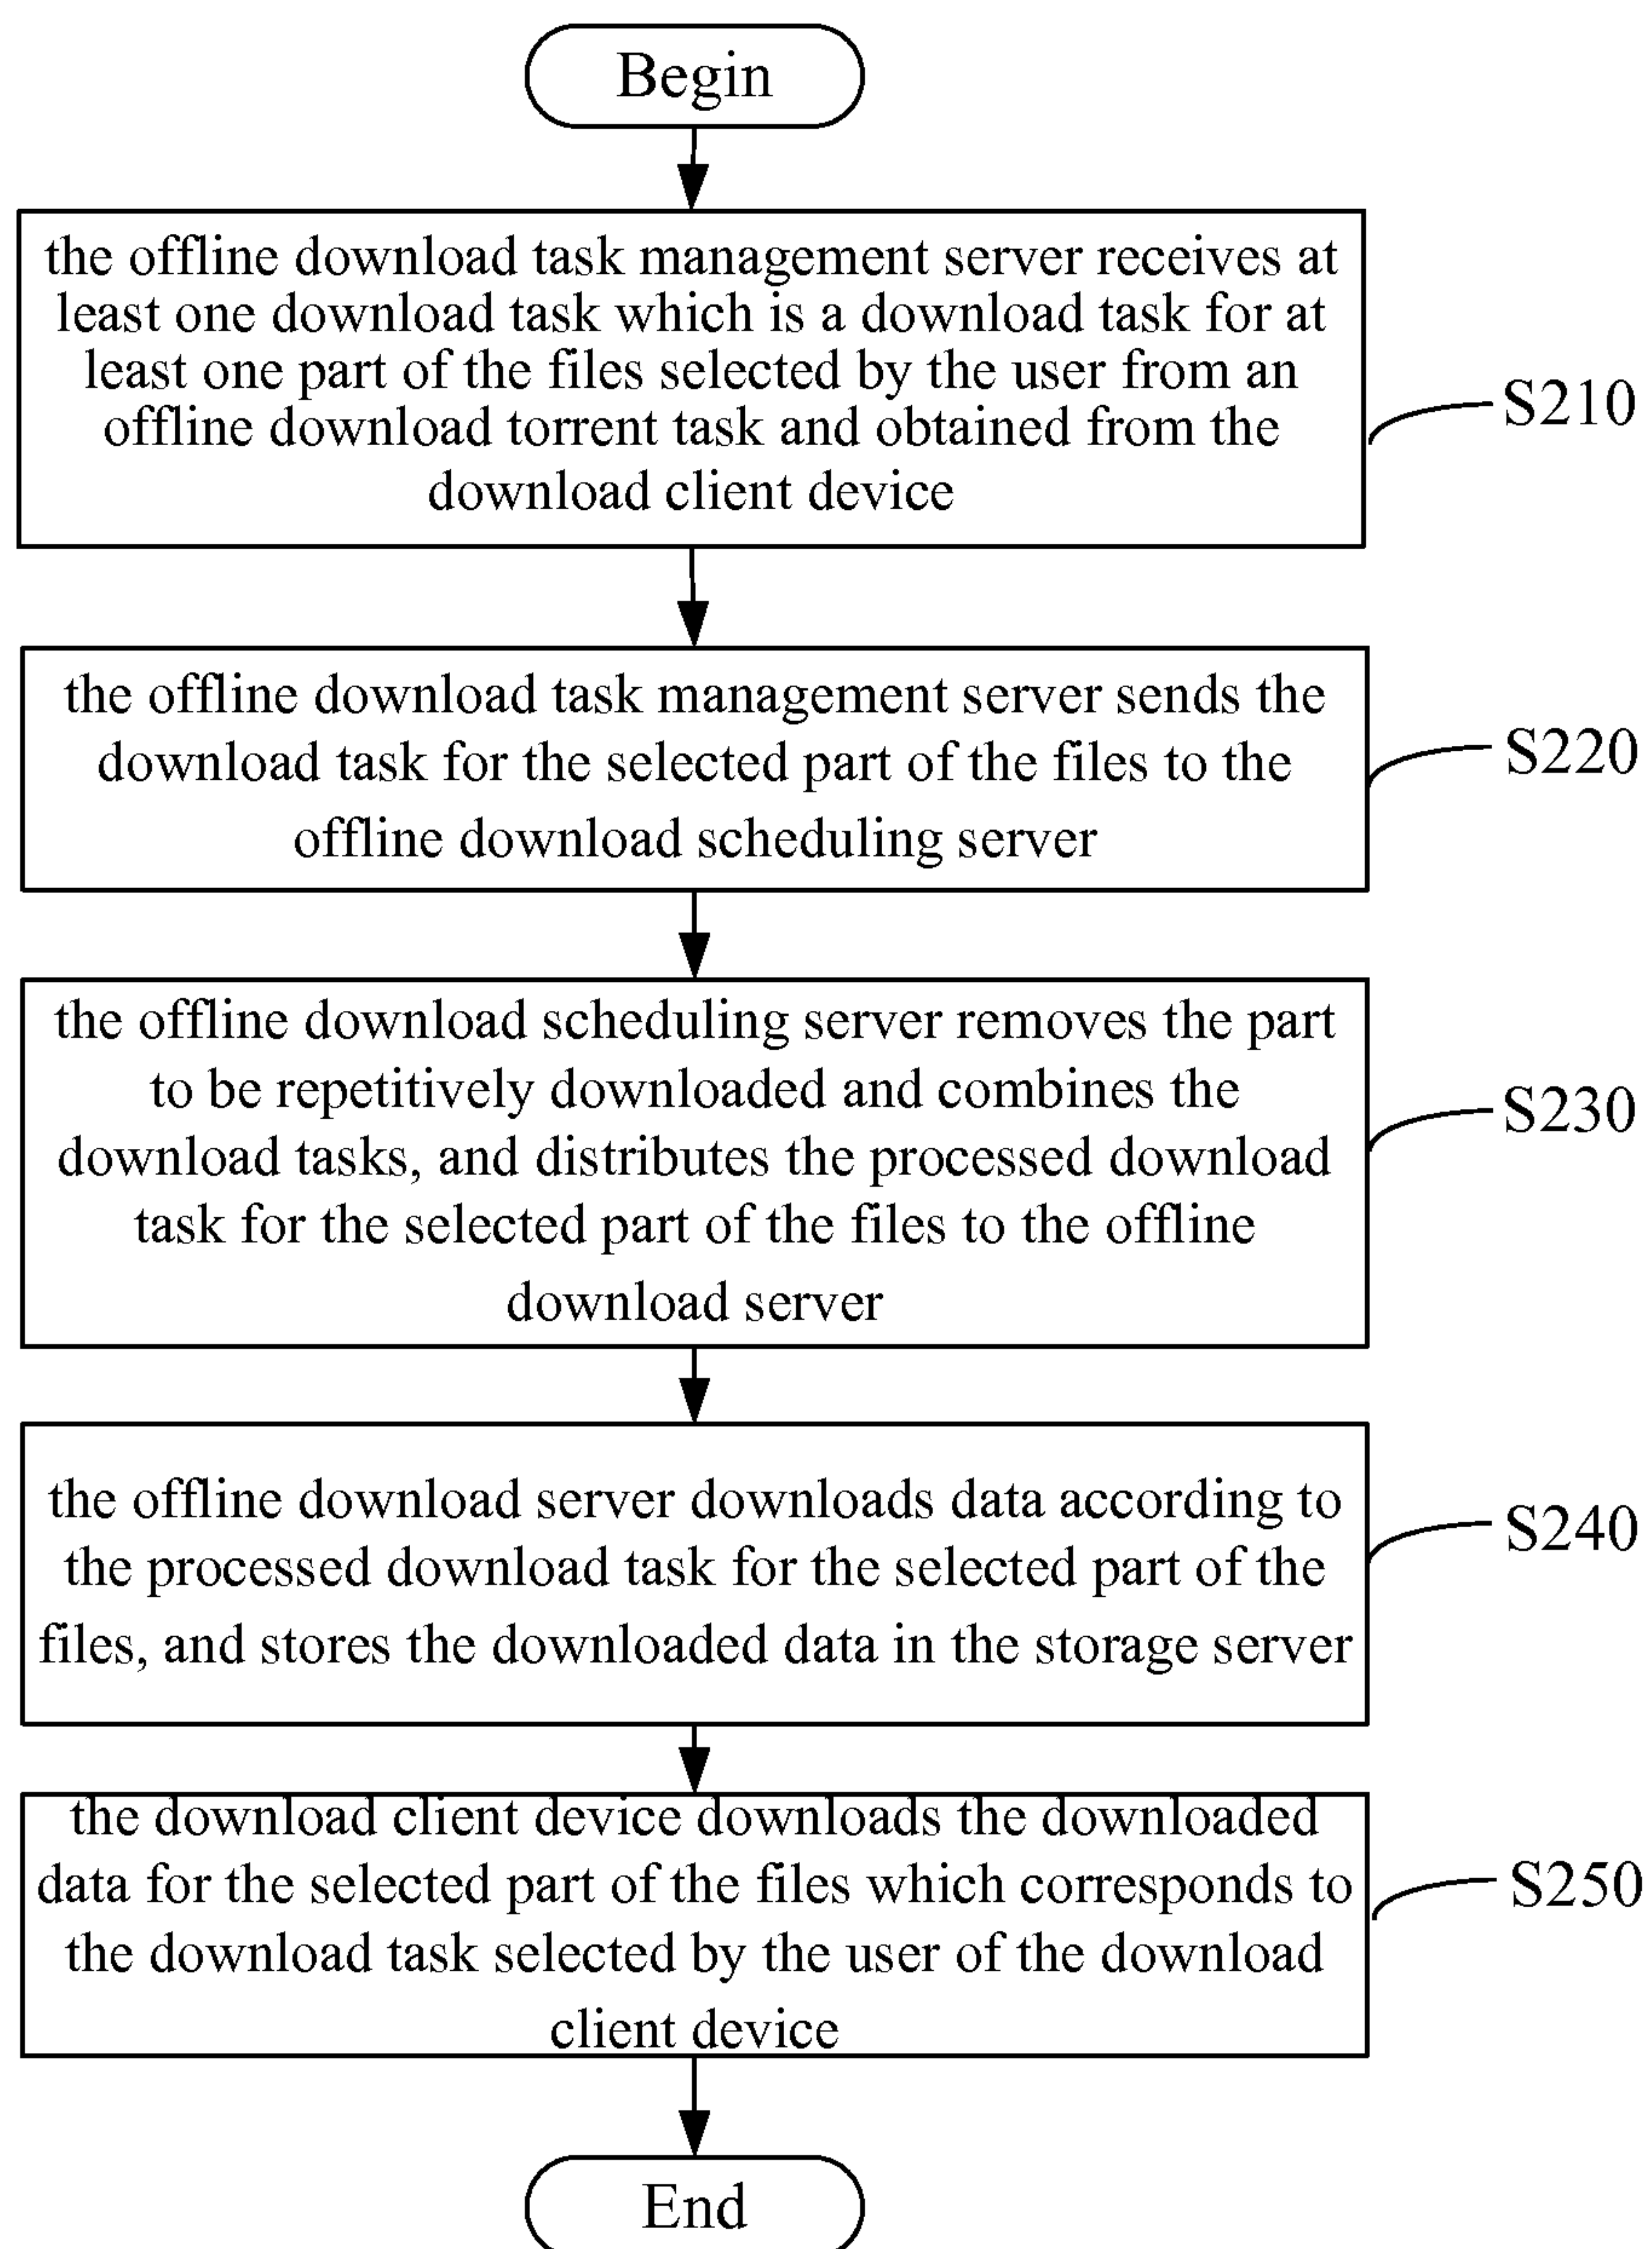 Begin
the offline download task management server receives at
least one download task which is a download task for at
least one part of the files selected by the user from an
offline download torrent task and obtained from the
download client device
S210
the offline download task management server sends the
download task for the selected part of the files to the
offline download scheduling server
S220
the offline download scheduling server removes the part
to be repetitively downloaded and combines the
download tasks, and distributes the processed download
task for the selected part of the files to the offline
download server
S230
the offline download server downloads data according to
the processed download task for the selected part of the
files, and stores the downloaded data in the storage server
S240
the download client device downloads the downloaded
data for the selected part of the files which corresponds to
the download task selected by the user of the download
client device
S250
End